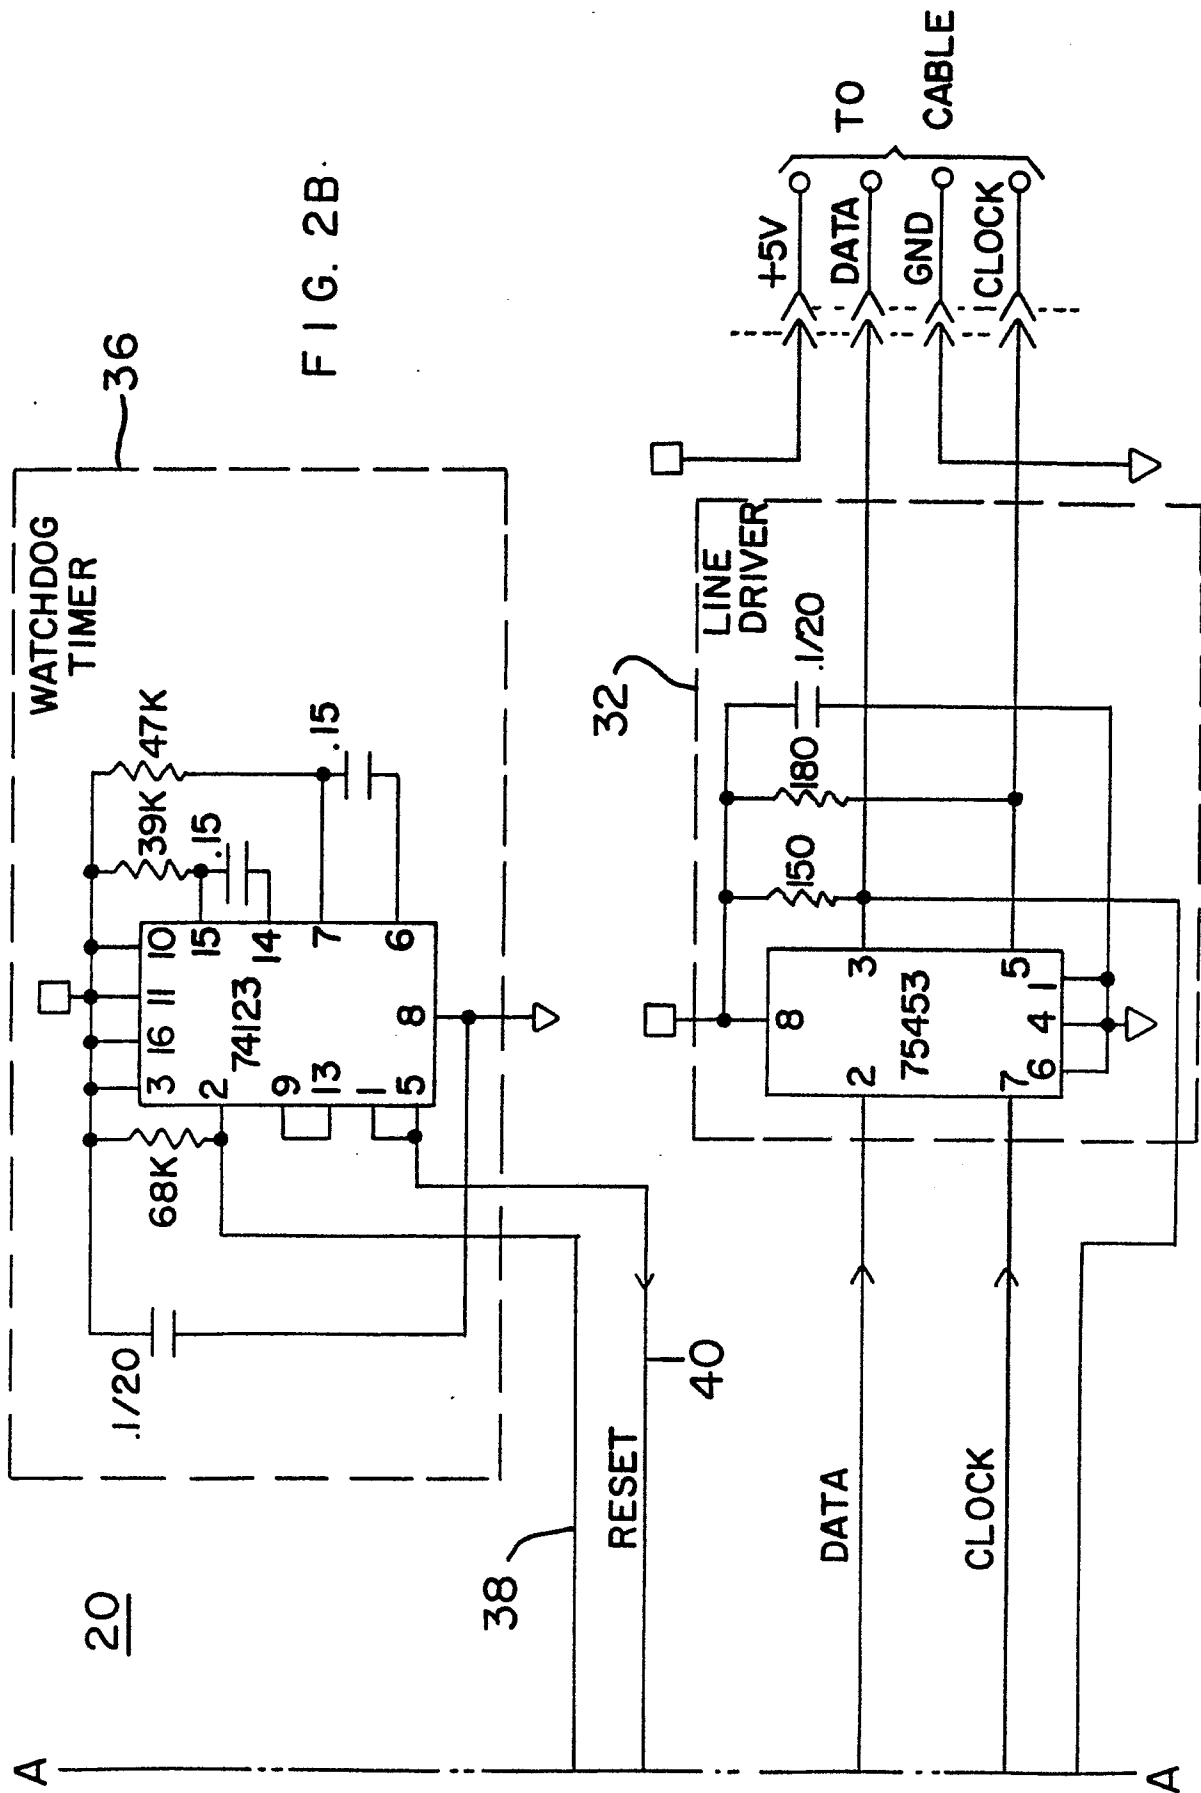 FIG. 2B
20
WATCHDOG
TIMER
36
.1/20
68K
39K
47K
.15
.15
3
16
11
10
2
15
74123
9
14
13
7
1
5
8
6
38
RESET
40
32
LINE
DRIVER
8
150
180
.1/20
2
3
75453
7
5
6
4
1
DATA
CLOCK
+5V
DATA
GND
CLOCK
TO
CABLE
A
A